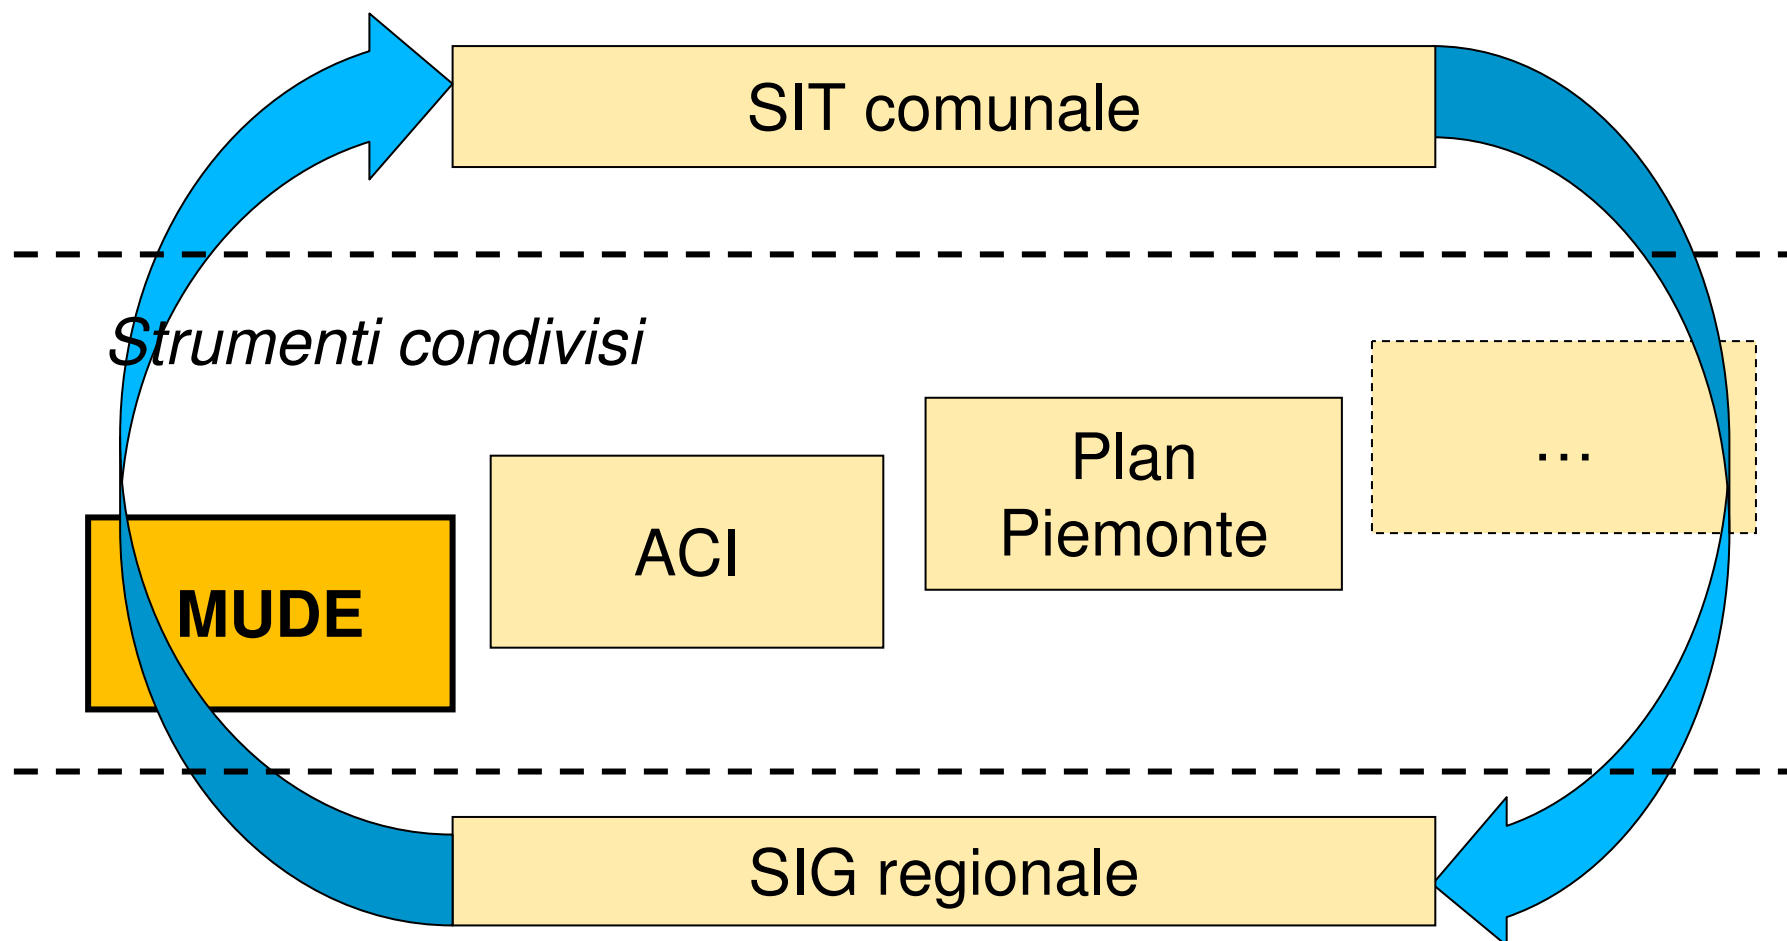 SIT comunale
Strumenti condivisi
MUDE
ACI
Plan
Piemonte
...
SIG regionale